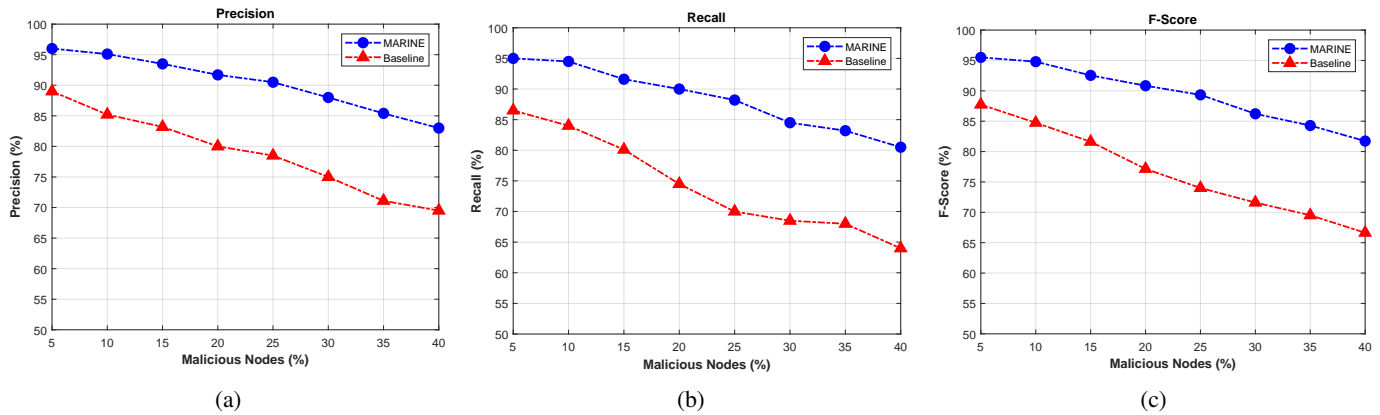 Precision
100
95
90
85
80
75
70
65
60
55
50
5 10 15 20 25 30 35 40
Precision (%)
Malicious Nodes (%)
MARINE
Baseline
(a)
Recall
100
95
90
85
80
75
70
65
60
55
50
5 10 15 20 25 30 35 40
Recall (%)
Malicious Nodes (%)
MARINE
Baseline
(b)
F-Score
100
95
90
85
80
75
70
65
60
55
50
5 10 15 20 25 30 35 40
F-Score (%)
Malicious Nodes (%)
MARINE
Baseline
(c)